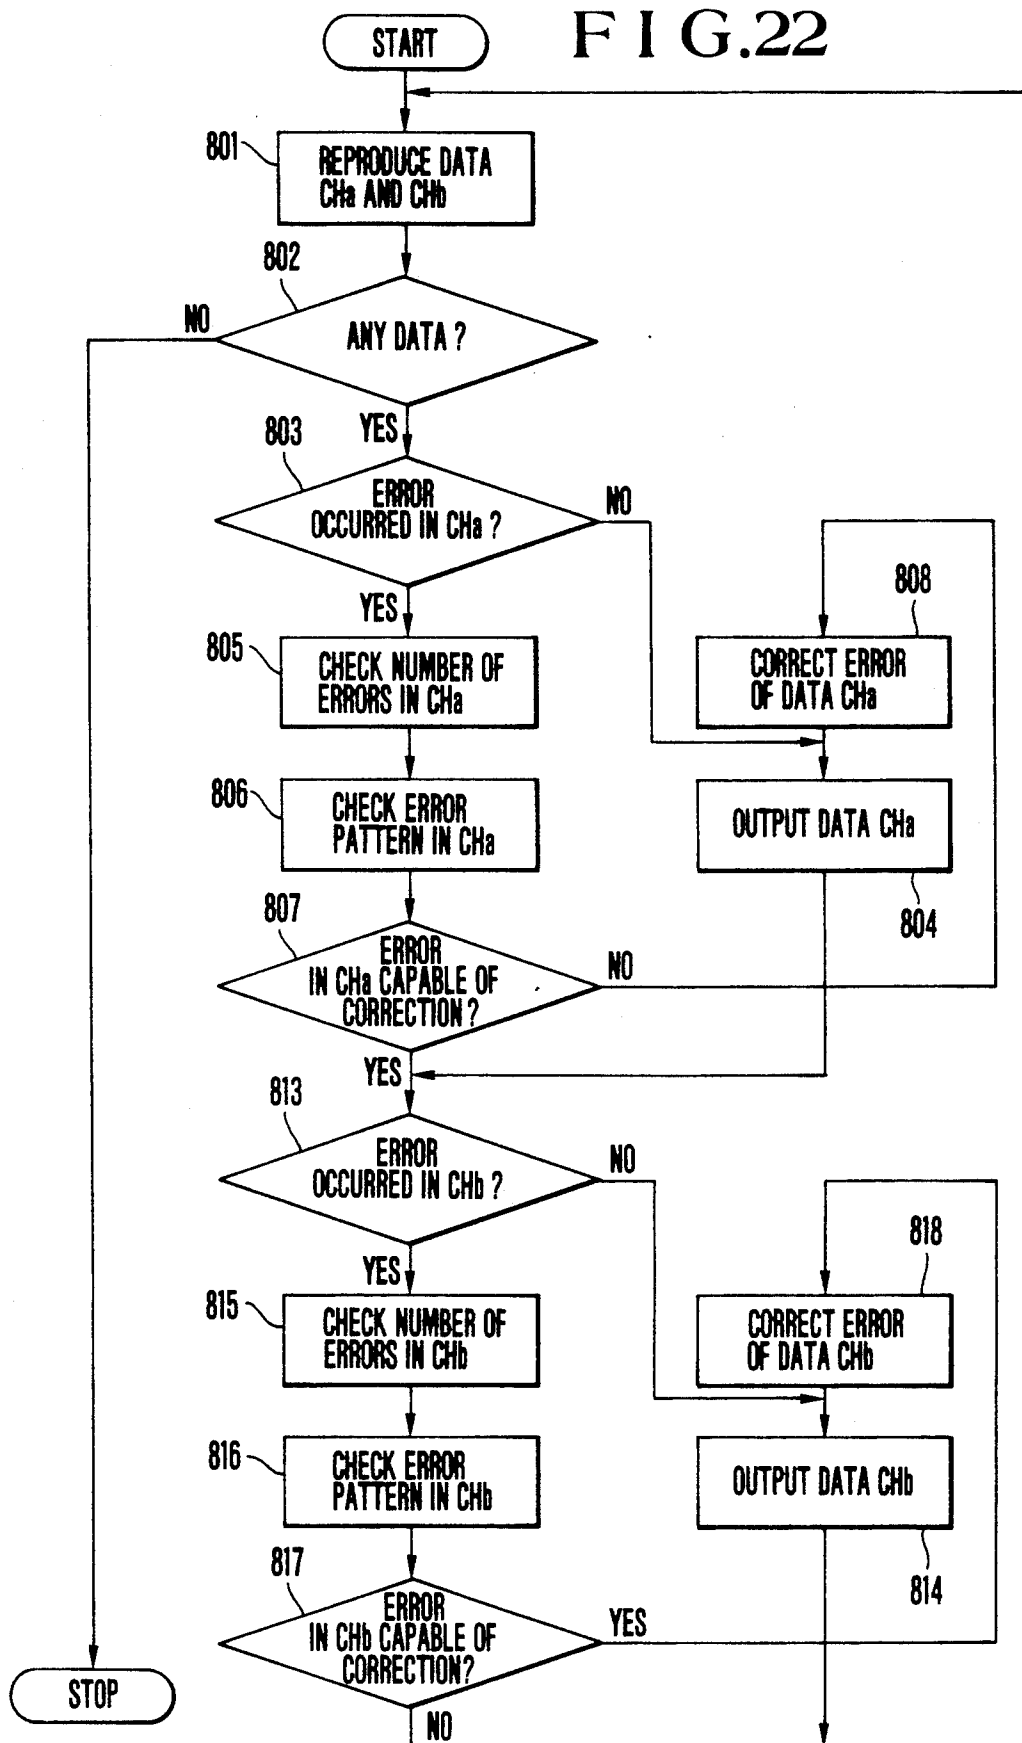 FIG.22
START
801
REPRODUCE DATA
CHa AND CHb
802
NO
ANY DATA ?
YES
803
ERROR
OCCURRED IN CHa ?
NO
YES
805
CHECK NUMBER OF
ERRORS IN CHa
808
CORRECT ERROR
OF DATA CHa
806
CHECK ERROR
PATTERN IN CHa
OUTPUT DATA CHa
804
807
ERROR
IN CHa CAPABLE OF
CORRECTION ?
NO
YES
813
ERROR
OCCURRED IN CHb ?
NO
YES
815
CHECK NUMBER OF
ERRORS IN CHb
818
CORRECT ERROR
OF DATA CHb
816
CHECK ERROR
PATTERN IN CHb
OUTPUT DATA CHb
814
817
ERROR
IN CHb CAPABLE OF
CORRECTION?
YES
NO
STOP